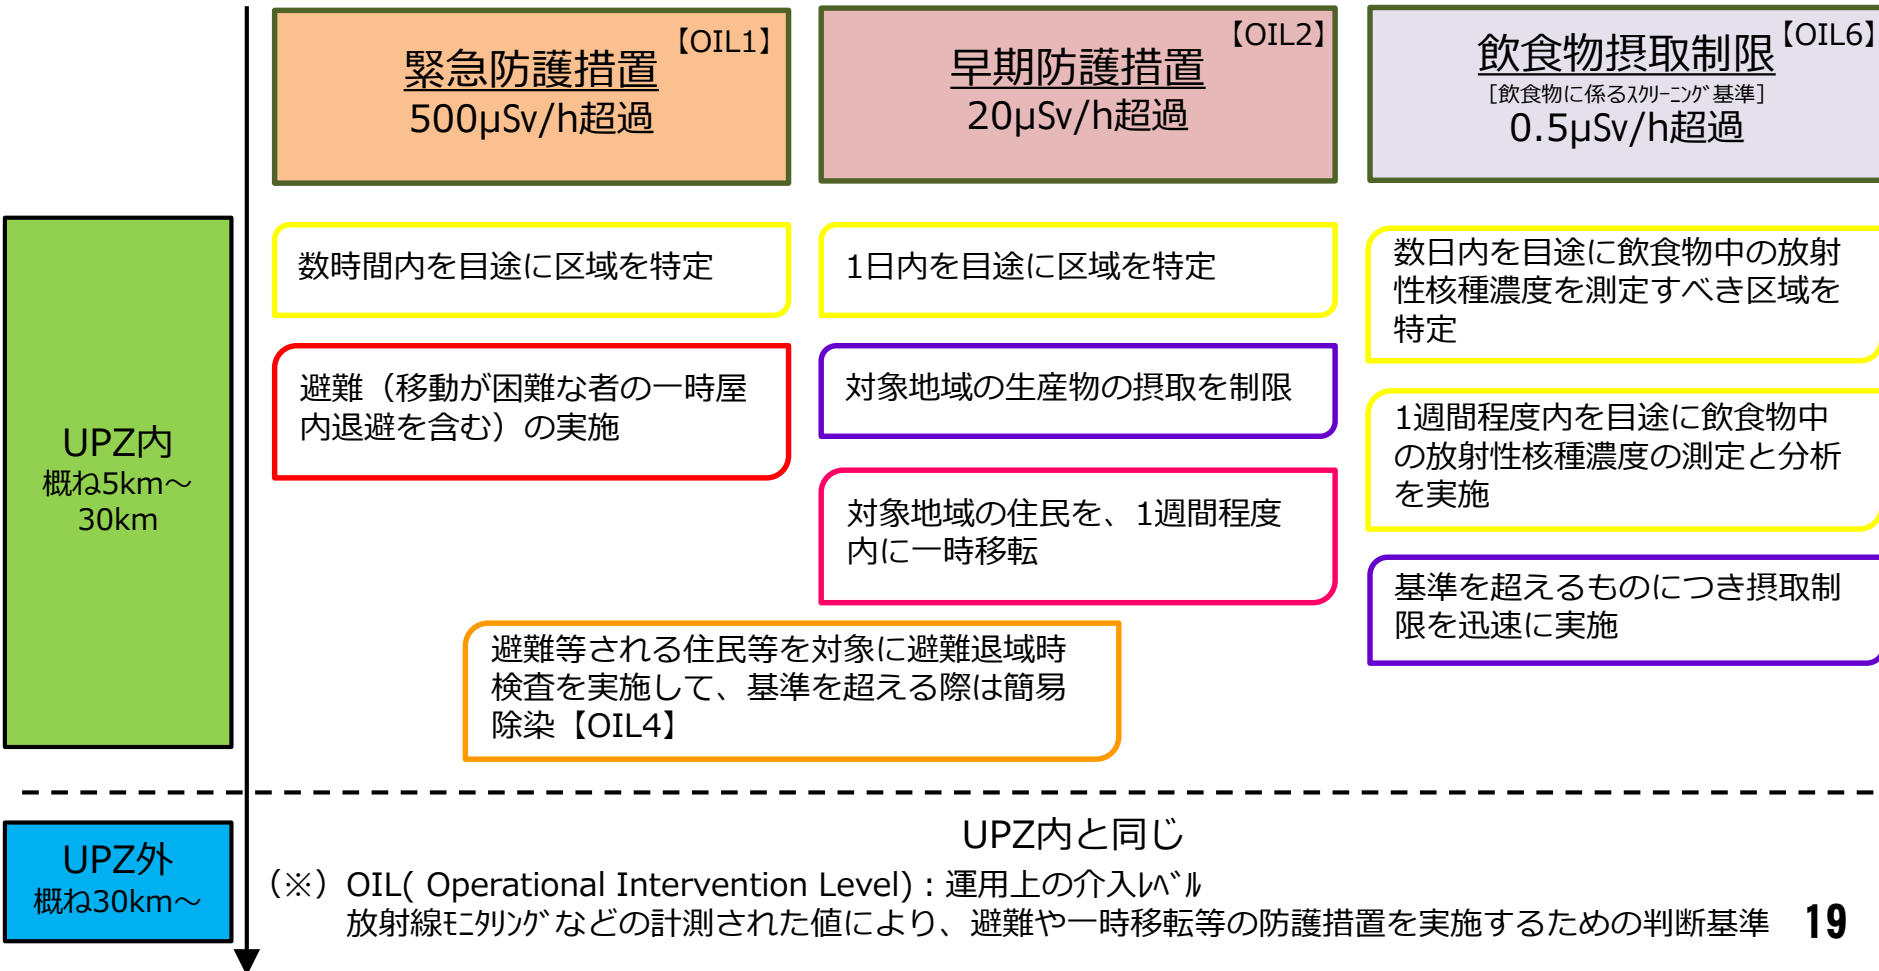 緊急防護措置
【OIL1】
500μSv/h超過
早期防護措置
【OIL2】
20μSv/h超過
飲食物摂取制限
【OIL6】
[飲食物に係るｽｸﾘｰﾆﾝｸﾞ基準]
0.5μSv/h超過
UPZ内
概ね5km～
30km
数時間内を目途に区域を特定
避難（移動が困難な者の一時屋
内退避を含む）の実施
1日内を目途に区域を特定
対象地域の生産物の摂取を制限
対象地域の住民を、1週間程度
内に一時移転
避難等される住民等を対象に避難退域時
検査を実施して、基準を超える際は簡易
除染【OIL4】
数日内を目途に飲食物中の放射
性核種濃度を測定すべき区域を
特定
1週間程度内を目途に飲食物中
の放射性核種濃度の測定と分析
を実施
基準を超えるものにつき摂取制
限を迅速に実施
UPZ外
概ね30km～
UPZ内と同じ
（※）OIL( Operational Intervention Level)：運用上の介入ﾚﾍﾞﾙ
放射線ﾓﾆﾀﾘﾝｸﾞなどの計測された値により、避難や一時移転等の防護措置を実施するための判断基準
19